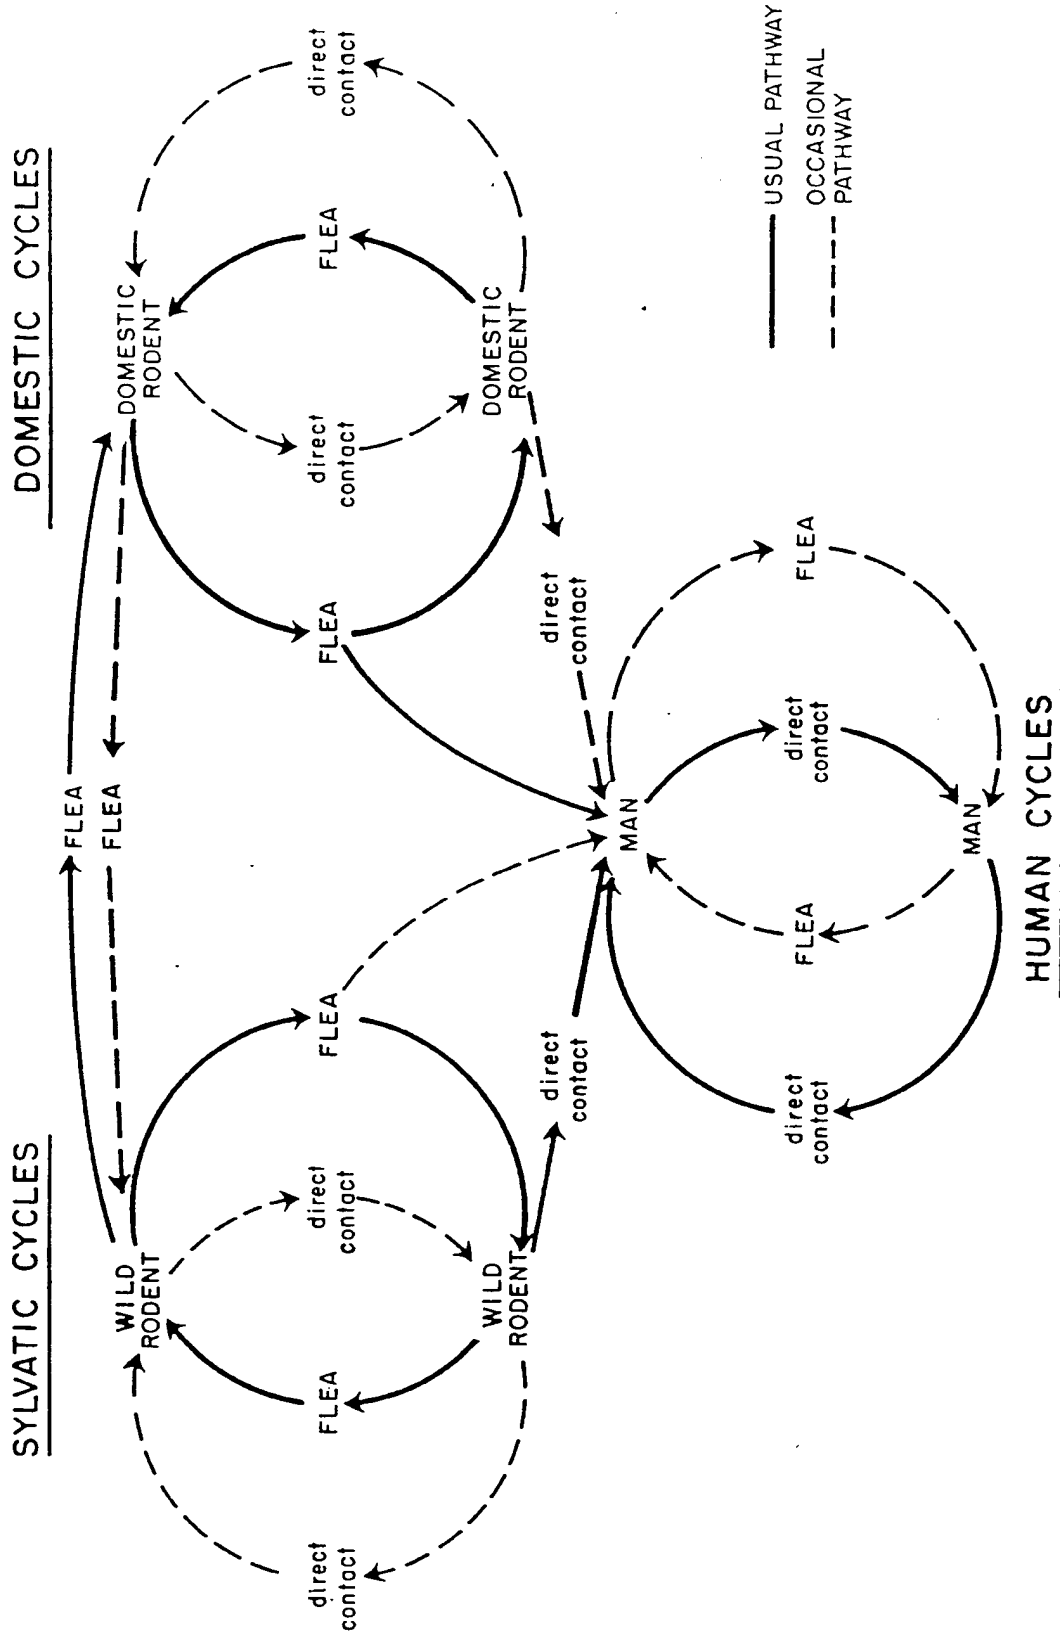 SYLVATIC CYCLES
DOMESTIC CYCLES
FLEA
FLEA
WILD
RODENT
DOMESTIC
RODENT
direct
contact
FLEA
direct
contact
FLEA
FLEA
direct
contact
FLEA
direct
contact
WILD
RODENT
DOMESTIC
RODENT
direct
contact
direct
contact
MAN
direct
contact
FLEA
direct
contact
FLEA
MAN
HUMAN CYCLES
USUAL PATHWAY
OCCASIONAL
PATHWAY